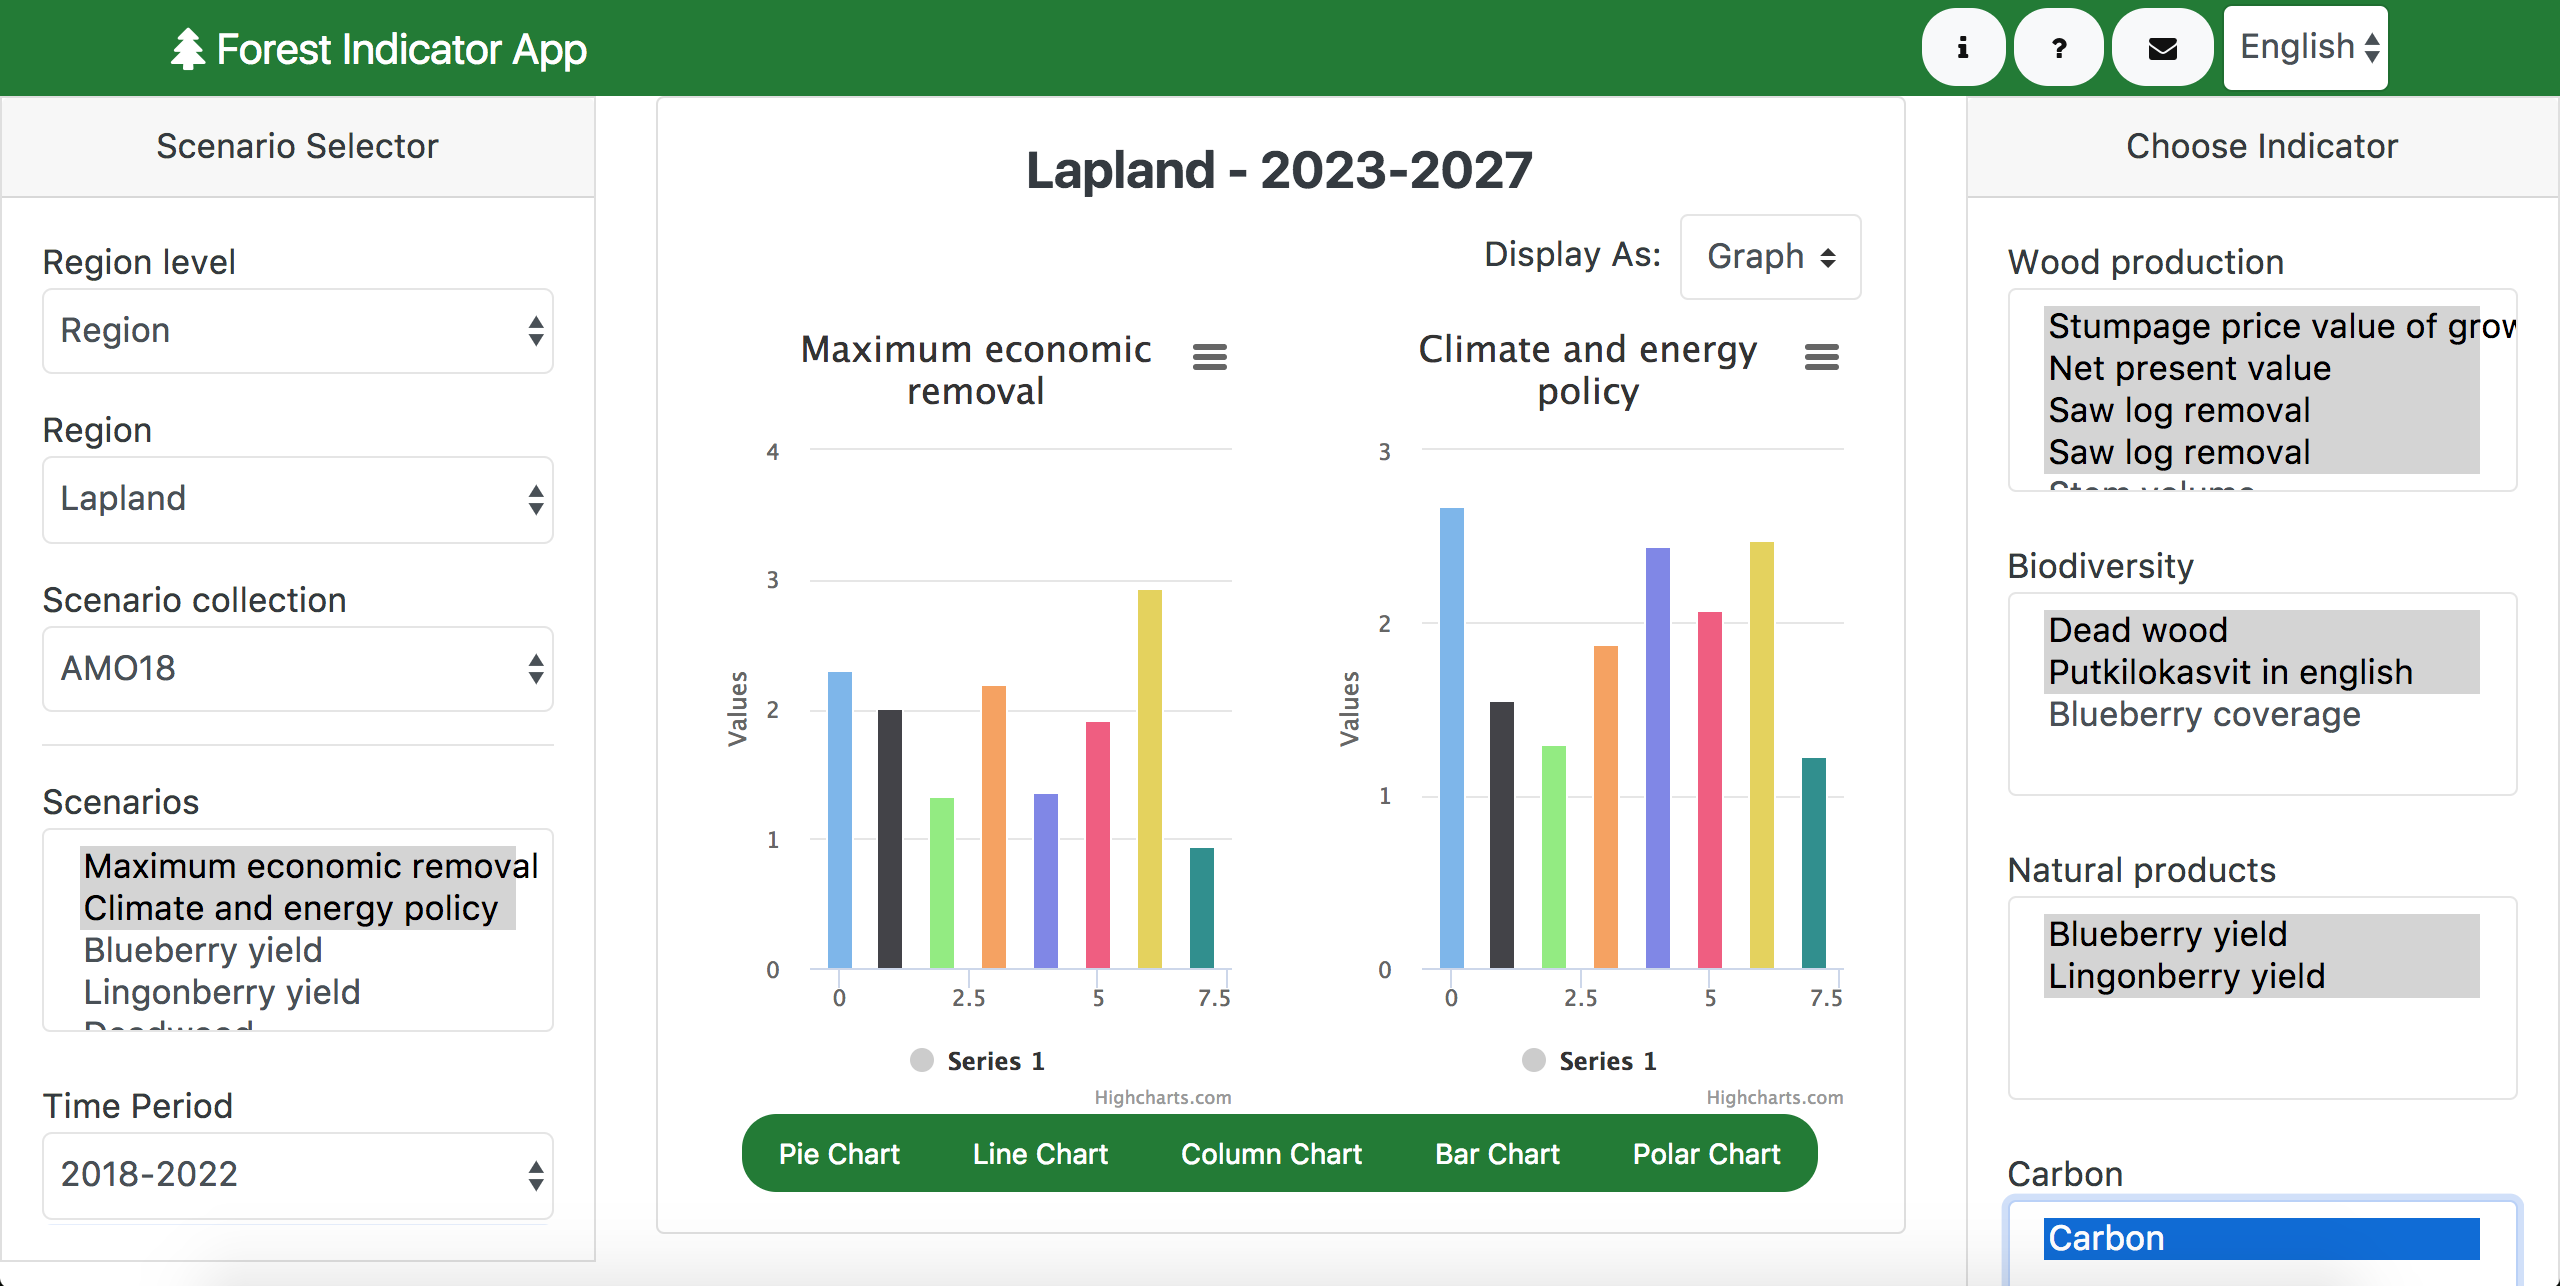 Forest Indicator App
i
?
English
Scenario Selector
Region level
Region
Region
Lapland
Scenario collection
AMO18
Scenarios
Maximum economic removal
Climate and energy policy
Blueberry yield
Lingonberry yield
Time Period
2018-2022
Lapland - 2023-2027
Display As:
Graph
Maximum economic
removal
4
3
2
1
0
Values
0 2.5 5 7.5
Series 1
Highcharts.com
Climate and energy
policy
3
2
1
0
Values
0 2.5 5 7.5
Series 1
Highcharts.com
Pie Chart Line Chart Column Chart Bar Chart Polar Chart
Choose Indicator
Wood production
Stumpage price value of grow
Net present value
Saw log removal
Saw log removal
Biodiversity
Dead wood
Putkilokasvit in english
Blueberry coverage
Natural products
Blueberry yield
Lingonberry yield
Carbon
Carbon